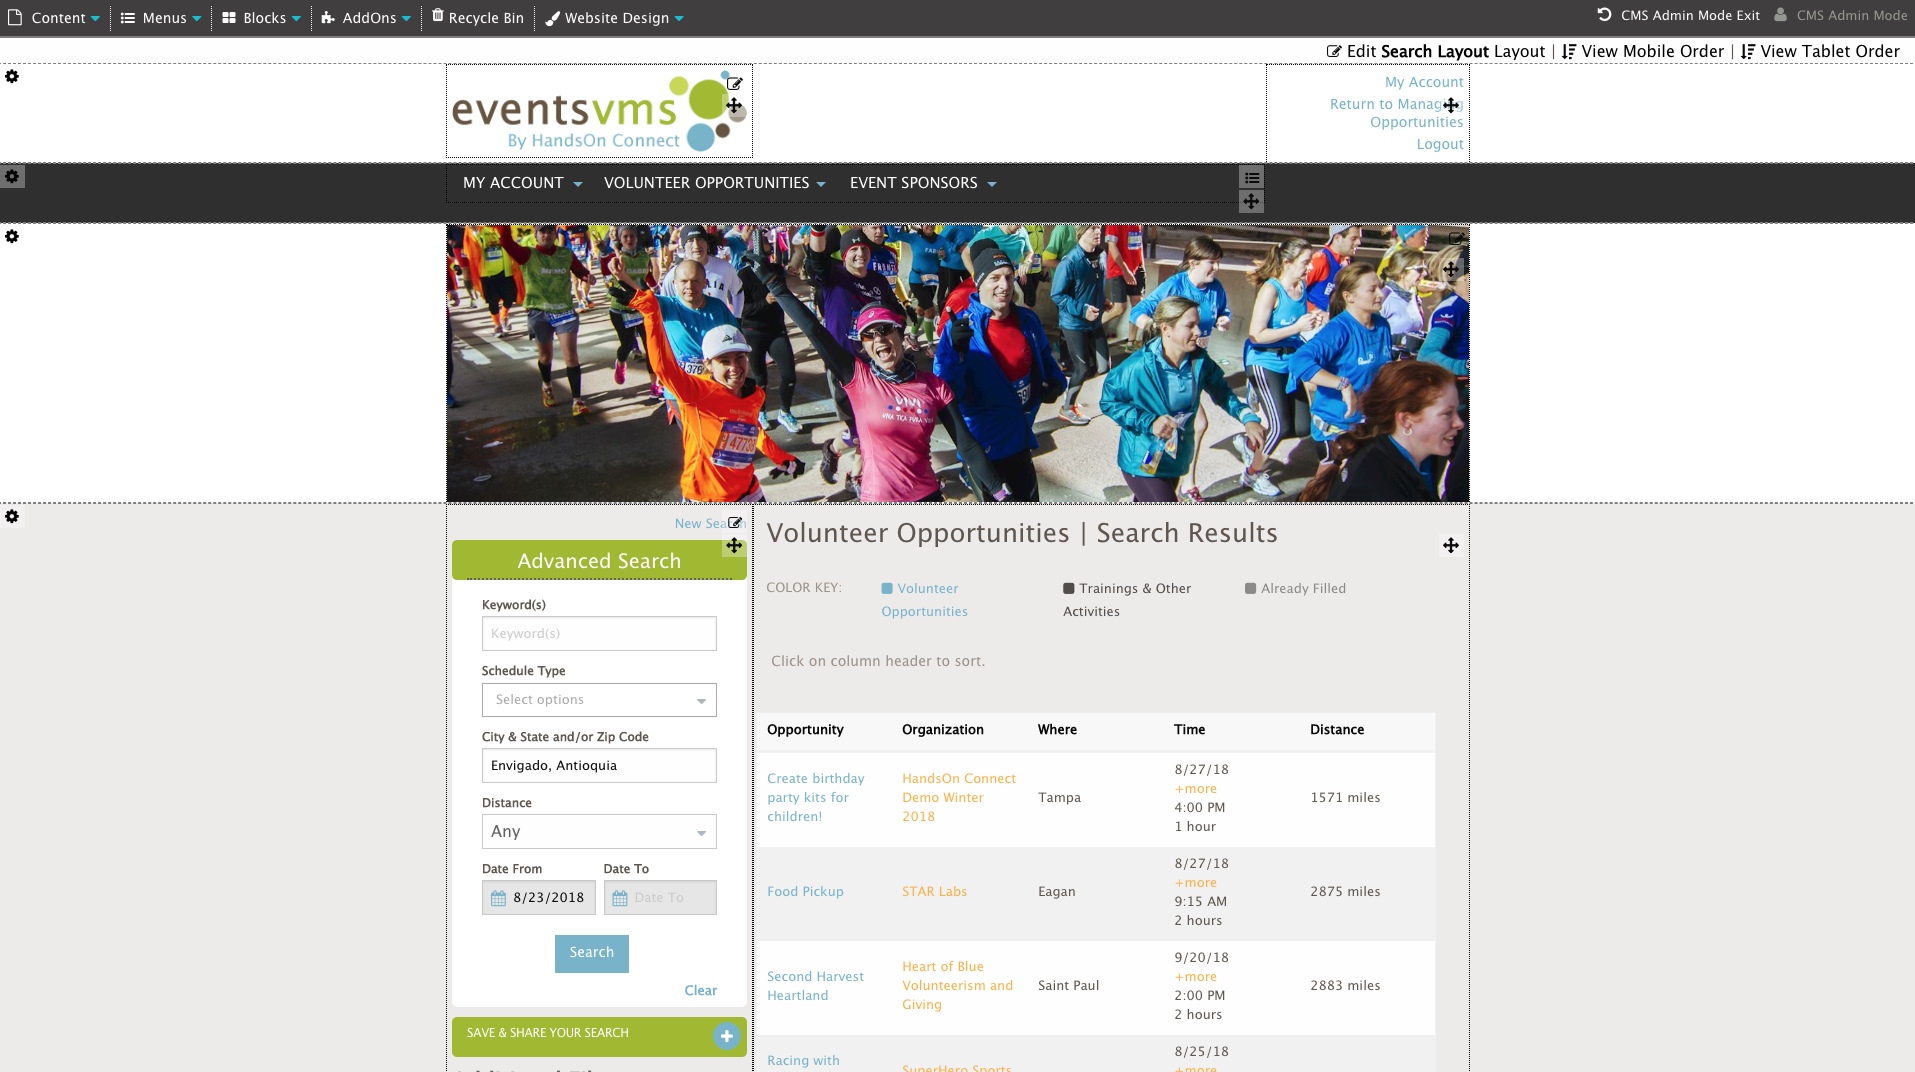 Content Menus Blocks AddOns Recycle Bin Website Design CMS Admin Mode Exit CMS Admin Mode
Edit Search Layout Layout | View Mobile Order | View Tablet Order
eventsvms
By HandsOn Connect
My Account
Return to Managing
Opportunities
Logout
MY ACCOUNT VOLUNTEER OPPORTUNITIES EVENT SPONSORS
47738
New Search
Advanced Search
Keyword(s)
Keyword(s)
Schedule Type
Select options
City & State and/or Zip Code
Envigado, Antioquia
Distance
Any
Date From Date To
8/23/2018 Date To
Search
Clear
SAVE & SHARE YOUR SEARCH
Volunteer Opportunities | Search Results
COLOR KEY: Volunteer Opportunities Trainings & Other Activities Already Filled
Click on column header to sort.
Opportunity Organization Where Time Distance
Create birthday party kits for children! HandsOn Connect Demo Winter 2018 Tampa 8/27/18 +more 4:00 PM 1 hour 1571 miles
Food Pickup STAR Labs Eagan 8/27/18 +more 9:15 AM 2 hours 2875 miles
Second Harvest Heartland Heart of Blue Volunteerism and Giving Saint Paul 9/20/18 +more 2:00 PM 2 hours 2883 miles
Racing with SuperHero Sports 8/25/18 +more